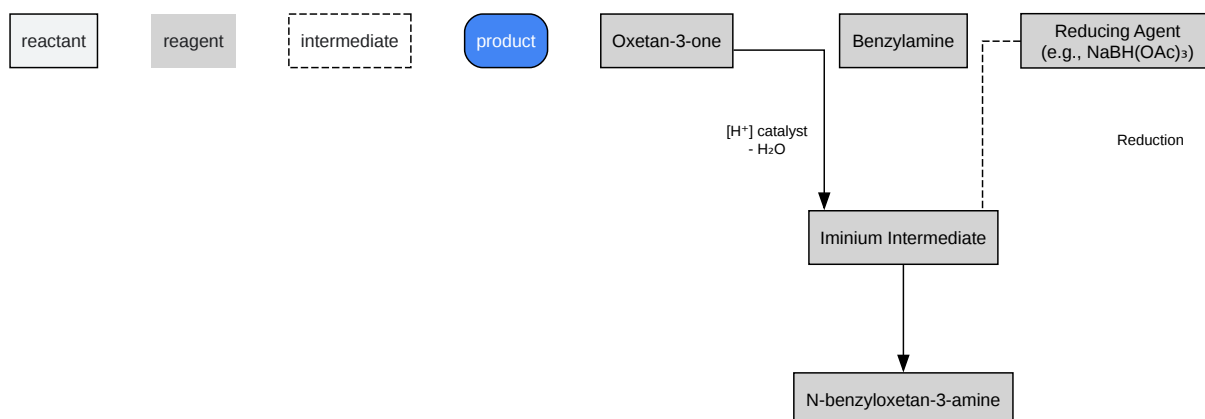 reactant
reagent
intermediate
product
Oxetan-3-one
Benzylamine
Reducing Agent
(e.g., NaBH(OAc)₃)
[H⁺] catalyst
- H₂O
Reduction
Iminium Intermediate
N-benzyloxetan-3-amine